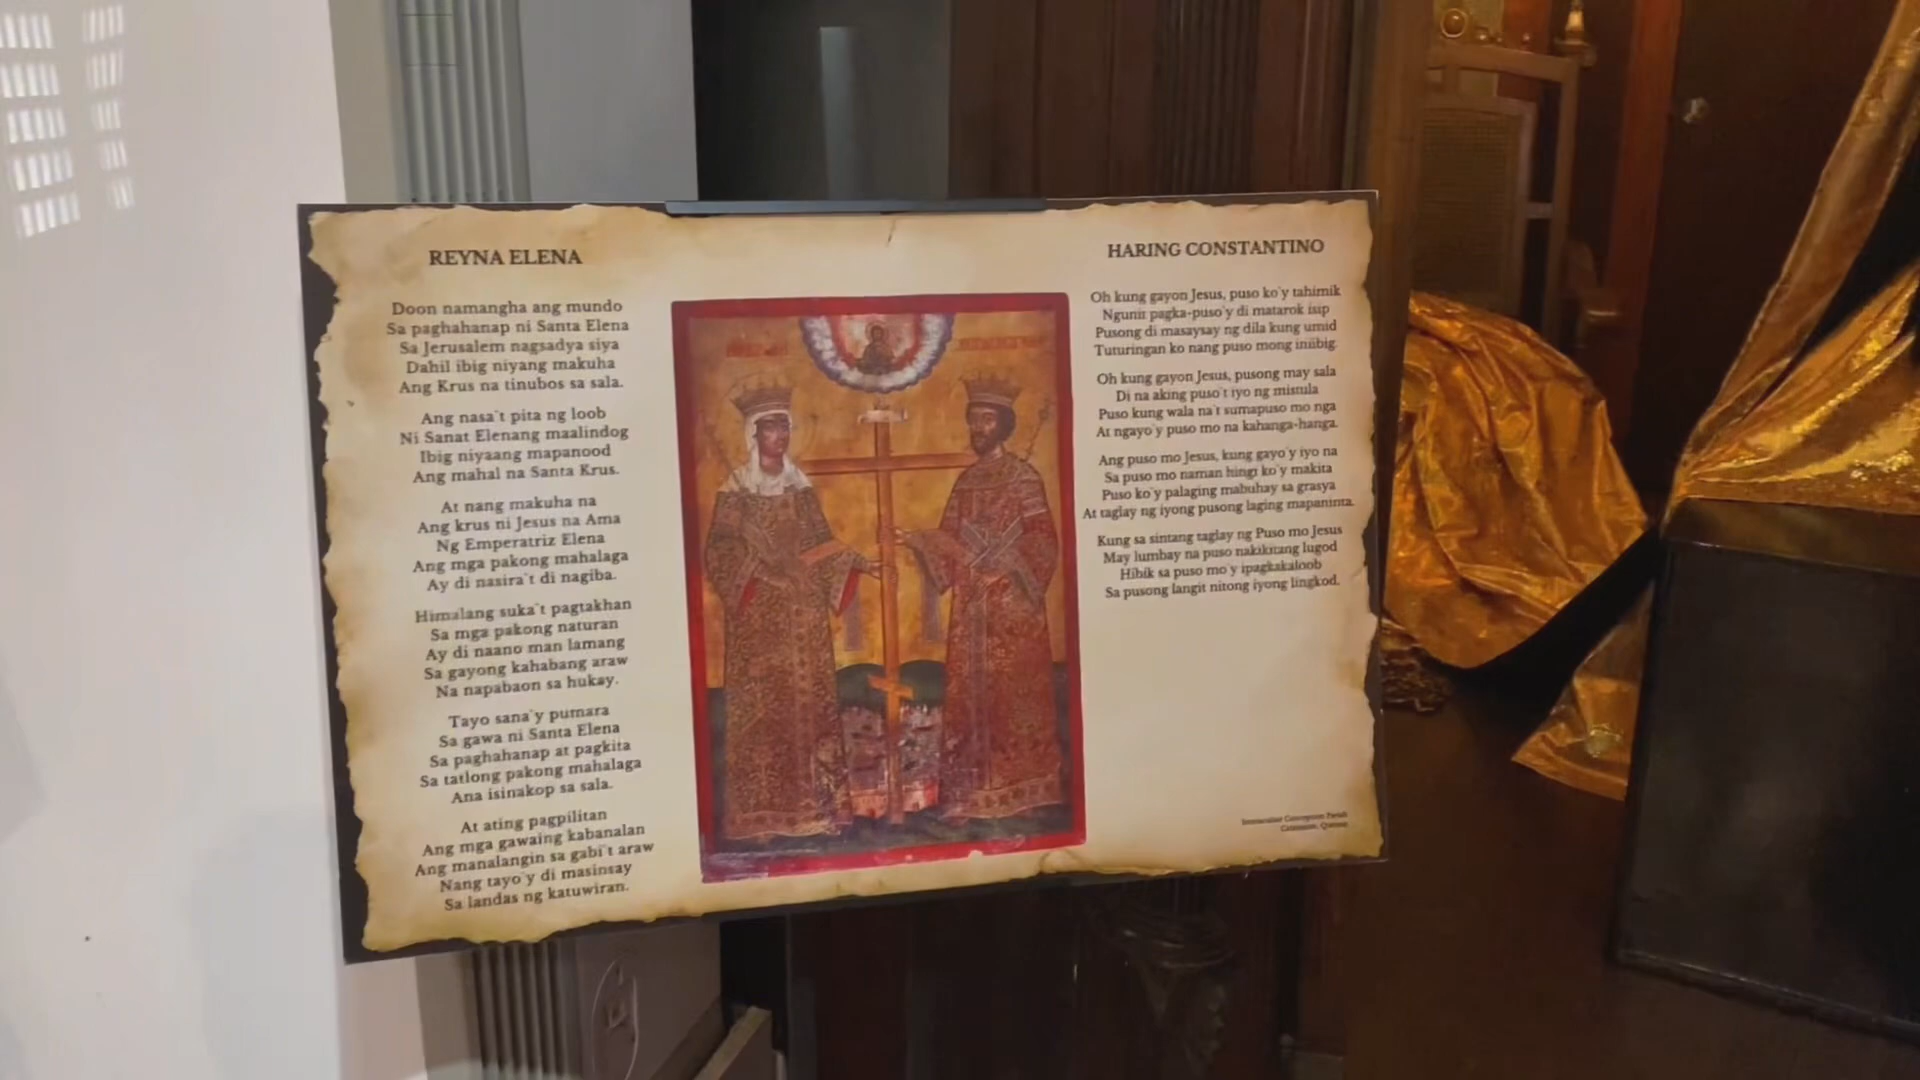 REYNA ELENA
Doon namangha ang mundo
Sa paghahanap ni Santa Elena
Sa Jerusalem nagsadya siya
Dahil ibig niyang makuha
Ang Krus na tinubos sa sala.
Ang nasa`t pita ng loob
Ni Sanat Elenang maalindog
Ibig niyaang mapanood
Ang mahal na Santa Krus.
At nang makuha na
Ang krus ni Jesus na Ama
Ng Emperatriz Elena
Ang mga pakong mahalaga
Ay di nasira`t di nagiba.
Himalang suka`t pagtakhan
Sa mga pakong naturan
Ay di naano man lamang
Sa gayong kahabang araw
Na napabaon sa hukay.
Tayo sana`y pumara
Sa gawa ni Santa Elena
Sa paghahanap at pagkita
Sa tatlong pakong mahalaga
Ana isinakop sa sala.
At ating pagpilitan
Ang mga gawaing kabanalan
Ang manalangin sa gabi`t araw
Nang tayo`y di masinsay
Sa landas ng katuwiran.
HARING CONSTANTINO
Oh kung gayon Jesus, puso ko`y tahimik
Ngunit pagka-puso`y di matarok isip
Pusong di masaysay ng dila kung umid
Tuturingan ko nang puso mong iniibig.
Oh kung gayon Jesus, pusong may sala
Di na aking puso`t iyo ng mistula
Puso kung wala na`t sumapuso mo nga
At ngayo`y puso mo na kahanga-hanga.
Ang puso mo Jesus, kung gayo`y iyo na
Sa puso mo naman hingi ko`y makita
Puso ko`y palaging mabuhay sa grasya
At taglay ng iyong pusong laging mapaninta.
Kung sa sintang taglay ng Puso mo Jesus
May lumbay na puso nakikitang lugod
Hibik sa puso mo`y ipagkakaloob
Sa pusong langit nitong iyong lingkod.
Immaculate Conception Parish
Catanauan, Quezon